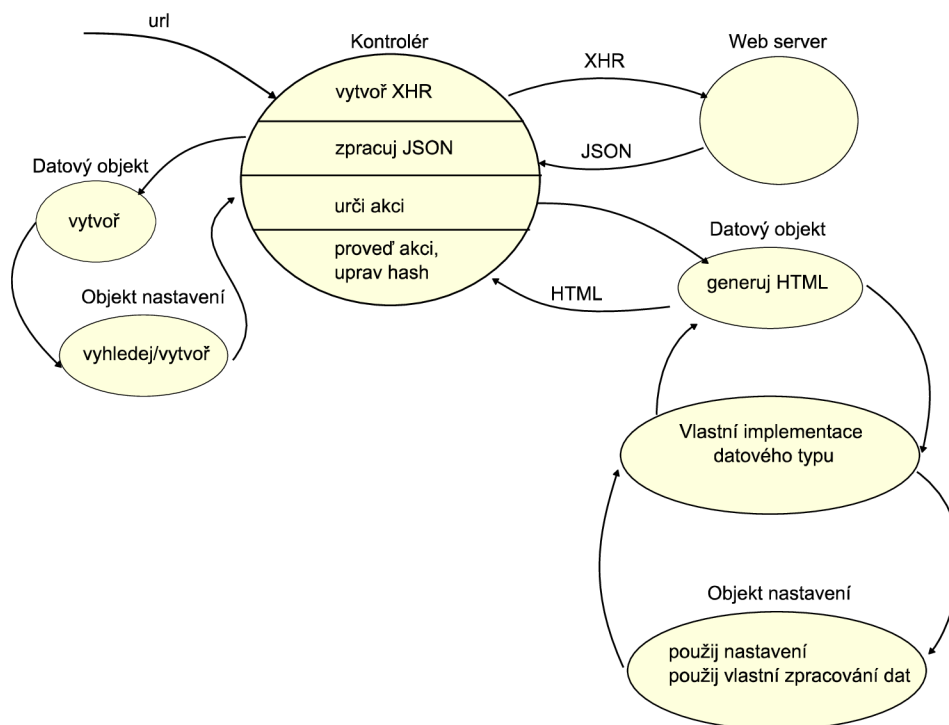 url
Kontrolér
Web server
vytvoř XHR
XHR
zpracuj JSON
JSON
Datový objekt
vytvoř
urči akci
proveď akci,
uprav hash
Datový objekt
generuj HTML
HTML
Objekt nastavení
vyhledej/vytvoř
Vlastní implementace
datového typu
Objekt nastavení
použij nastavení
použij vlastní zpracování dat